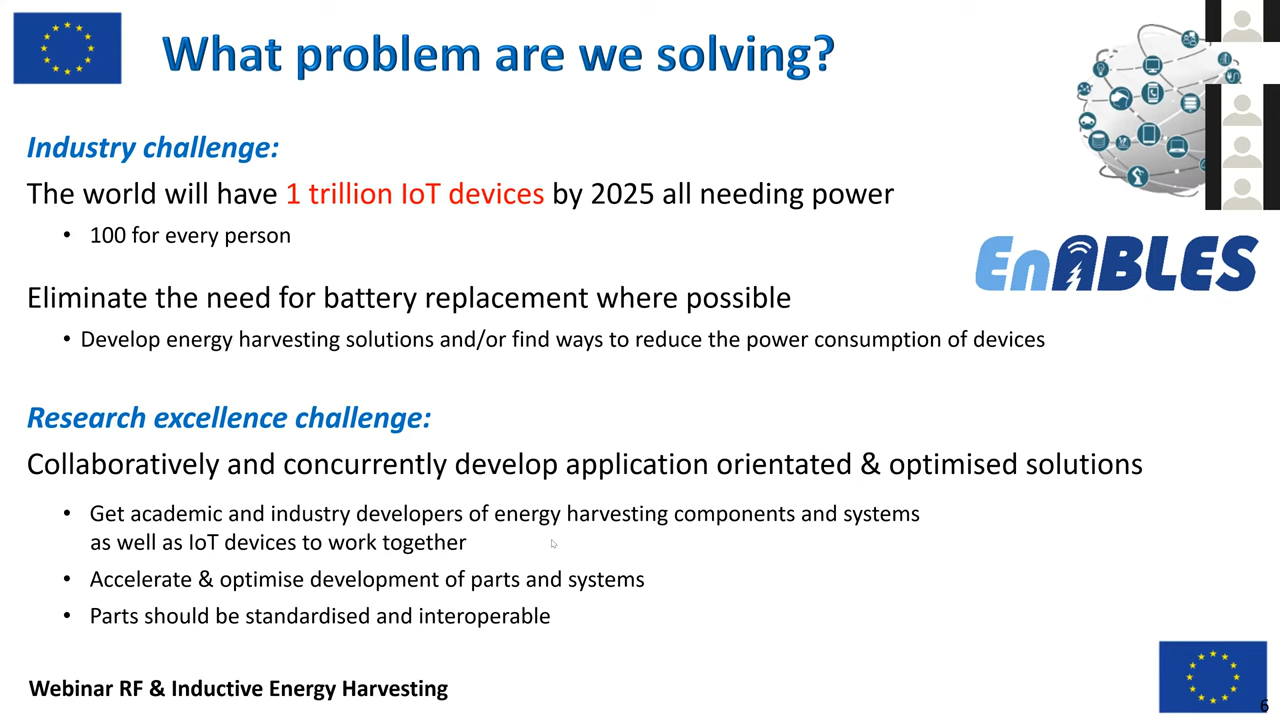 What problem are we solving?
Industry challenge:
The world will have 1 trillion IoT devices by 2025 all needing power
• 100 for every person
EnABLES
Eliminate the need for battery replacement where possible
• Develop energy harvesting solutions and/or find ways to reduce the power consumption of devices
Research excellence challenge:
Collaboratively and concurrently develop application orientated & optimised solutions
• Get academic and industry developers of energy harvesting components and systems
as well as IoT devices to work together
• Accelerate & optimise development of parts and systems
• Parts should be standardised and interoperable
Webinar RF & Inductive Energy Harvesting
6